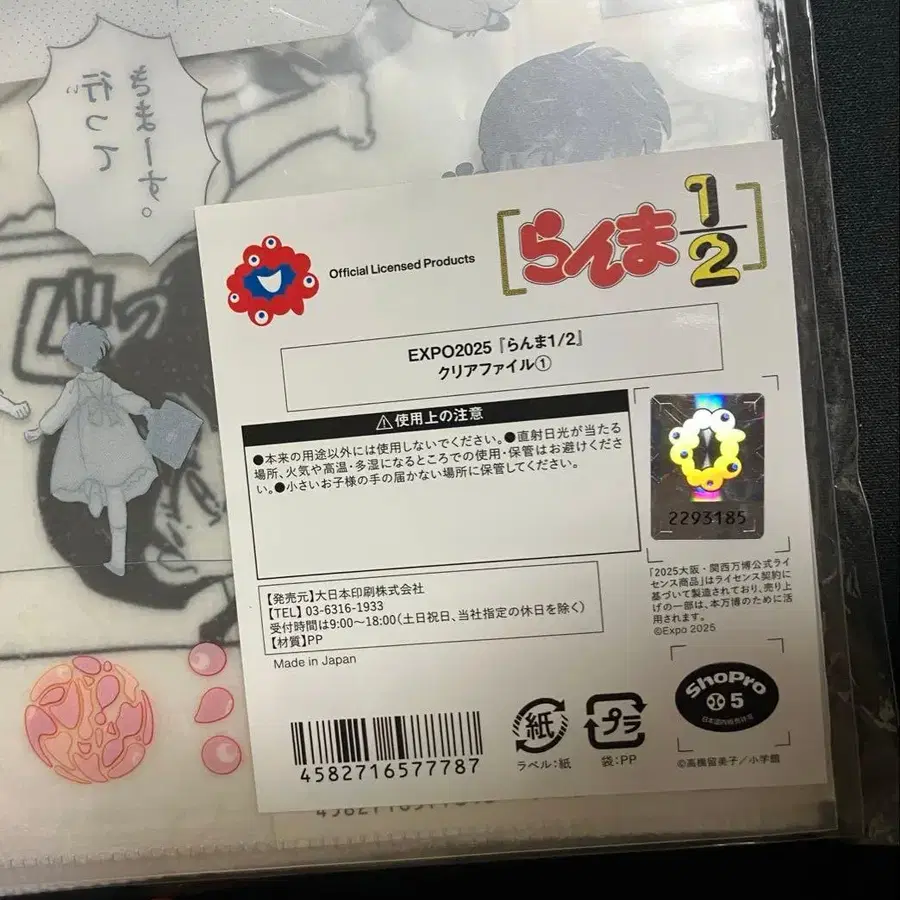 行って
きまーす。
Official Licensed Products
らんま1/2
EXPO2025『らんま1/2』
クリアファイル①
⚠使用上の注意
●本来の用途以外には使用しないでください。●直射日光が当たる
場所、火気や高温・多湿になるところでの使用・保管はお避けくださ
い。●小さいお子様の手の届かない場所に保管してください。
2293185
【発売元】大日本印刷株式会社
【TEL】03-6316-1933
受付時間は9:00〜18:00(土日祝日、当社指定の休日を除く)
【材質】PP
Made in Japan
「2025大阪・関西万博公式ライ
センス商品」はライセンス契約に
基づいて製造されており、売り上
げの一部は、本万博のために活
用されます。
©Expo 2025
ShoPro
5
4582716577787
紙
ラベル:紙
プラ
袋:PP
©高橋留美子/小学館